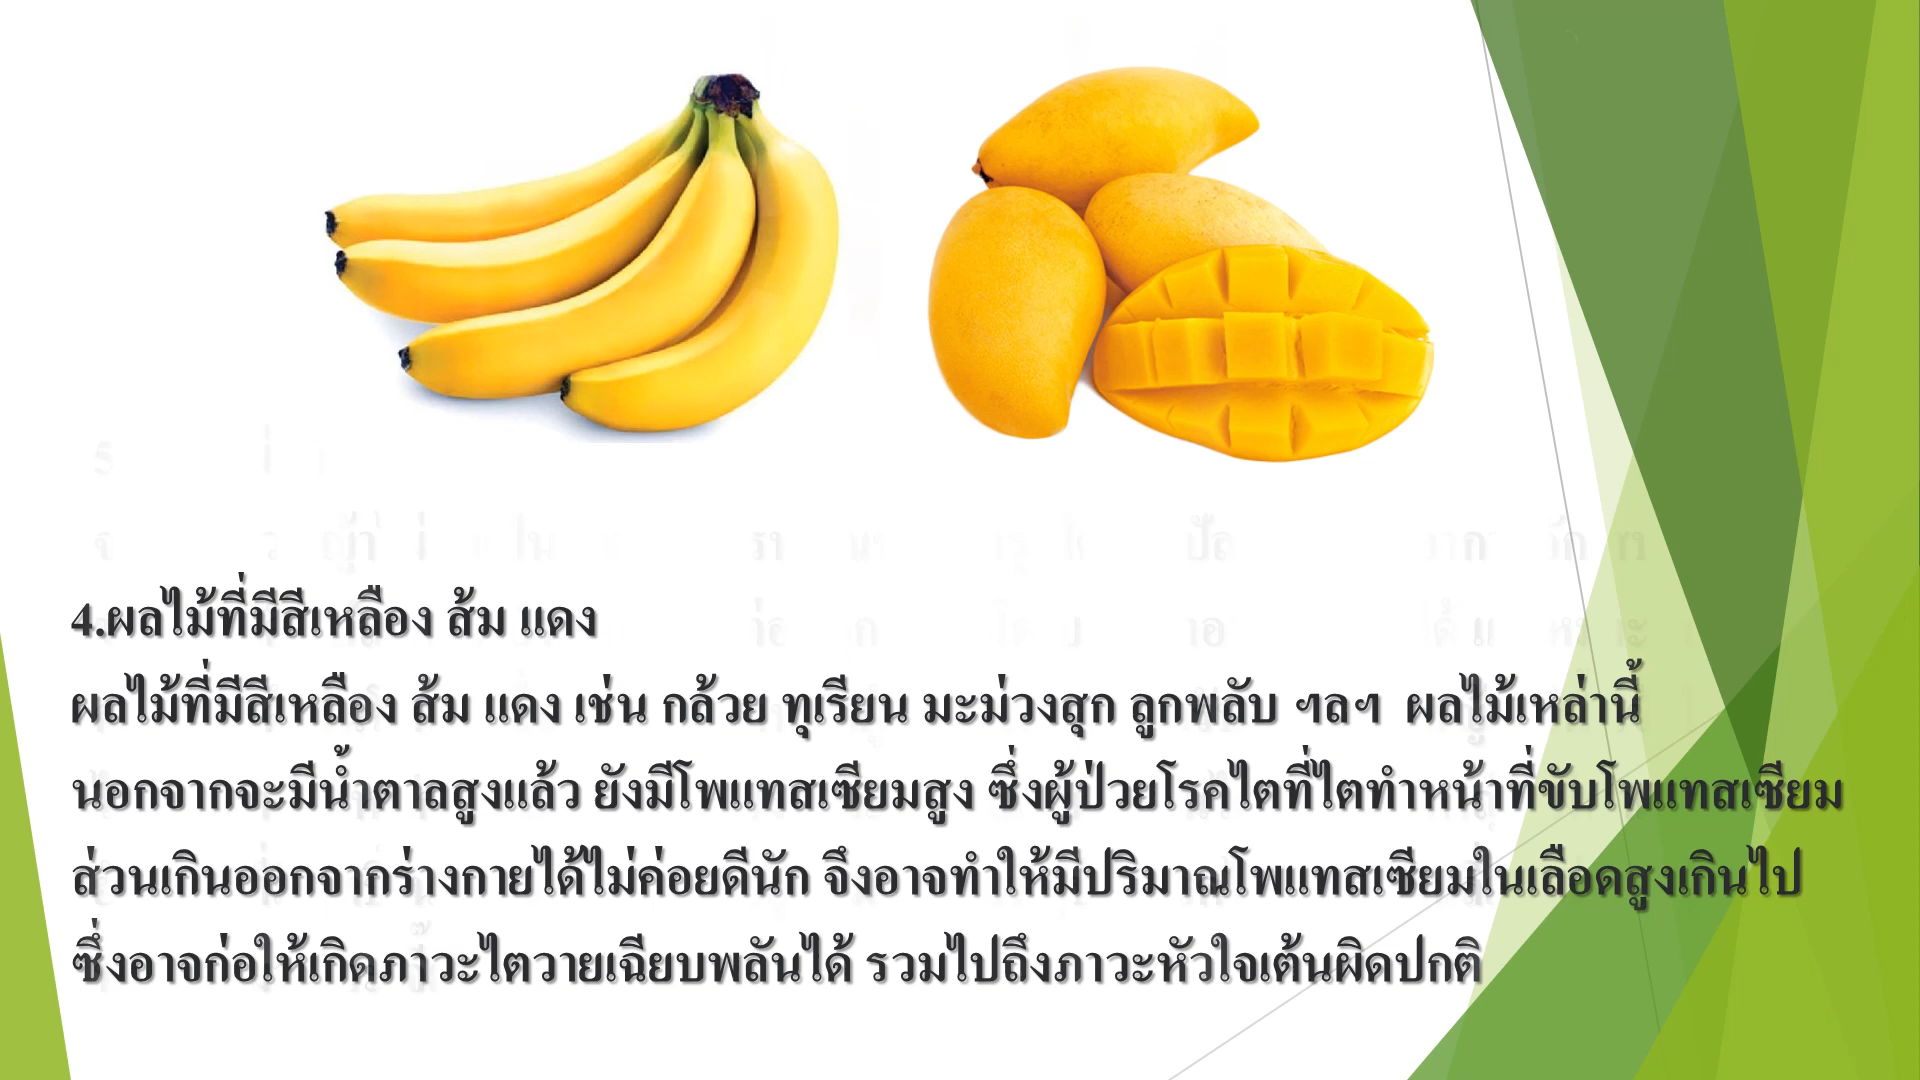 4.ผลไม้ที่มีสีเหลือง ส้ม แดง
ผลไม้ที่มีสีเหลือง ส้ม แดง เช่น กล้วย ทุเรียน มะม่วงสุก ลูกพลับ ฯลฯ ผลไม้เหล่านี้
นอกจากจะมีน้ำตาลสูงแล้ว ยังมีโพแทสเซียมสูง ซึ่งผู้ป่วยโรคไตที่ไตทำหน้าที่ขับโพแทสเซียม
ส่วนเกินออกจากร่างกายได้ไม่ค่อยดีนัก จึงอาจทำให้มีปริมาณโพแทสเซียมในเลือดสูงเกินไป
ซึ่งอาจก่อให้เกิดภาวะไตวายเฉียบพลันได้ รวมไปถึงภาวะหัวใจเต้นผิดปกติ